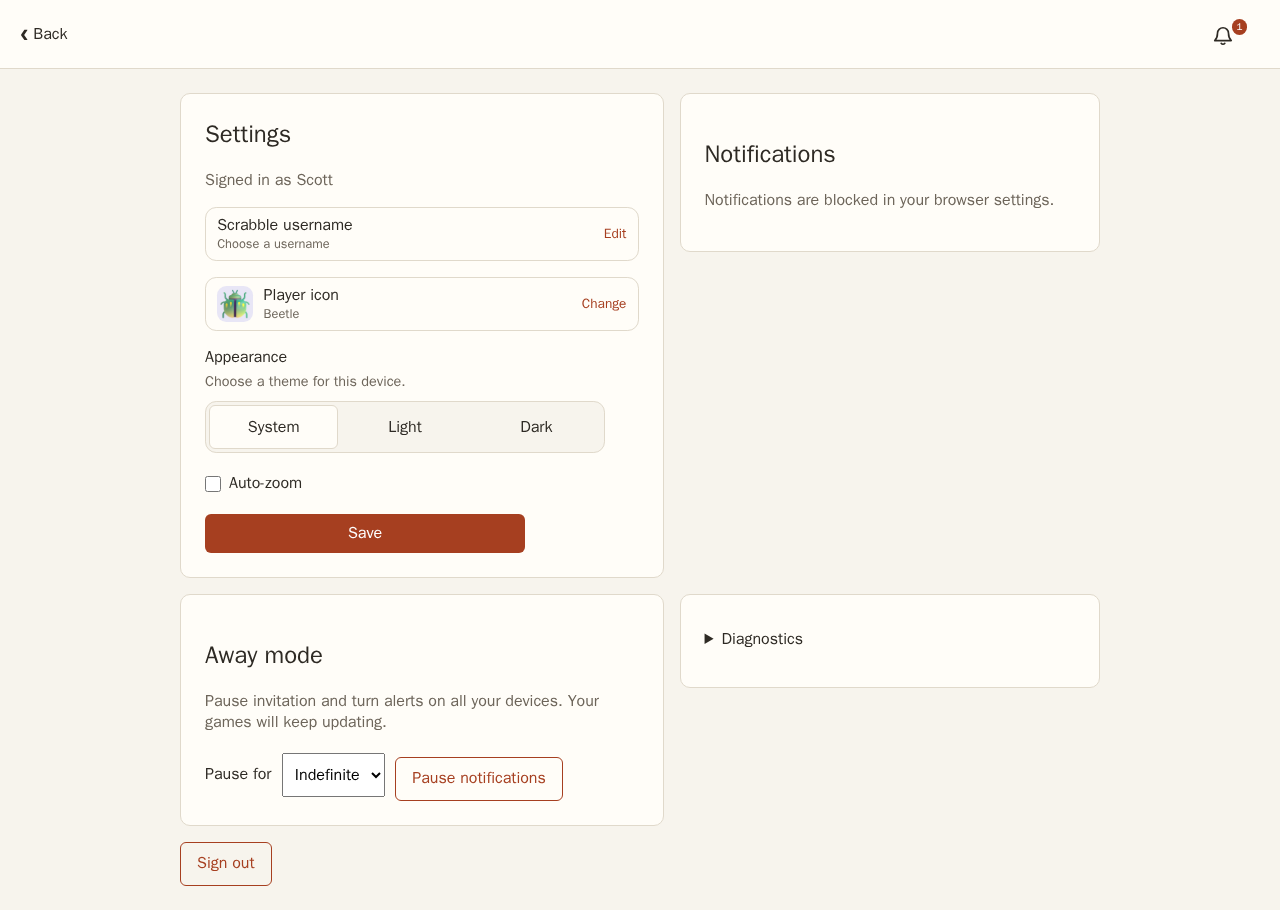 ‹ Back
1
Settings
Signed in as Scott
Scrabble username
Choose a username
Edit
Player icon
Beetle
Change
Appearance
Choose a theme for this device.
System
Light
Dark
Auto-zoom
Save
Notifications
Notifications are blocked in your browser settings.
Away mode
Pause invitation and turn alerts on all your devices. Your
games will keep updating.
Pause for
Indefinite
Pause notifications
Diagnostics
Sign out